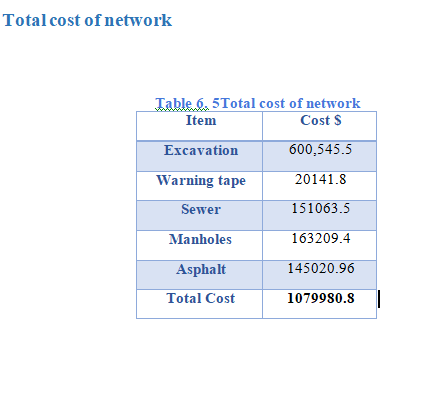 Total cost of network
Table 6. 5Total cost of network
Item Cost $
Excavation 600,545.5
Warning tape 20141.8
Sewer 151063.5
Manholes 163209.4
Asphalt 145020.96
Total Cost 1079980.8